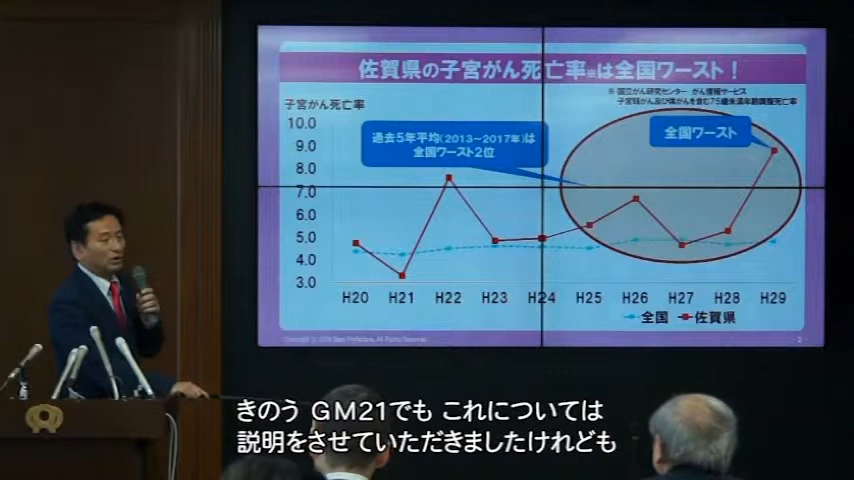 佐賀県の子宮がん死亡率※は全国ワースト！
※ 国立がん研究センター がん情報サービス
子宮頸がん及び体がんを含む75歳未満年齢調整死亡率
子宮がん死亡率
過去5年平均(2013～2017年)は
全国ワースト2位
全国ワースト
10.0
9.0
8.0
7.0
6.0
5.0
4.0
3.0
H20 H21 H22 H23 H24 H25 H26 H27 H28 H29
全国 佐賀県
きのう GM21でも これについては
説明をさせていただきましたけれども